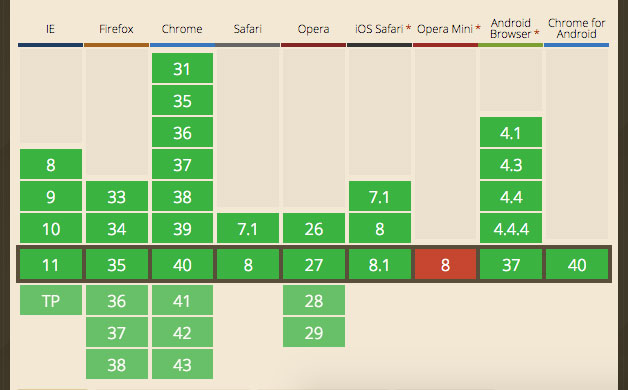 IE Firefox Chrome Safari Opera iOS Safari * Opera Mini * Android Browser * Chrome for Android
31
35
36 4.1
8 37 4.3
9 33 38 7.1 4.4
10 34 39 7.1 26 8 4.4.4
11 35 40 8 27 8.1 8 37 40
TP 36 41 28
37 42 29
38 43